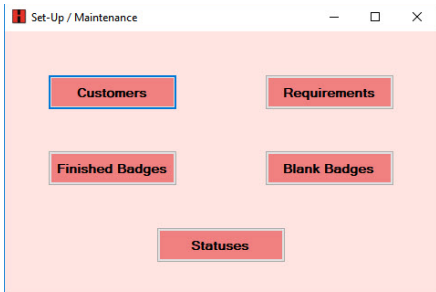 Set-Up / Maintenance
Customers
Requirements
Finished Badges
Blank Badges
Statuses